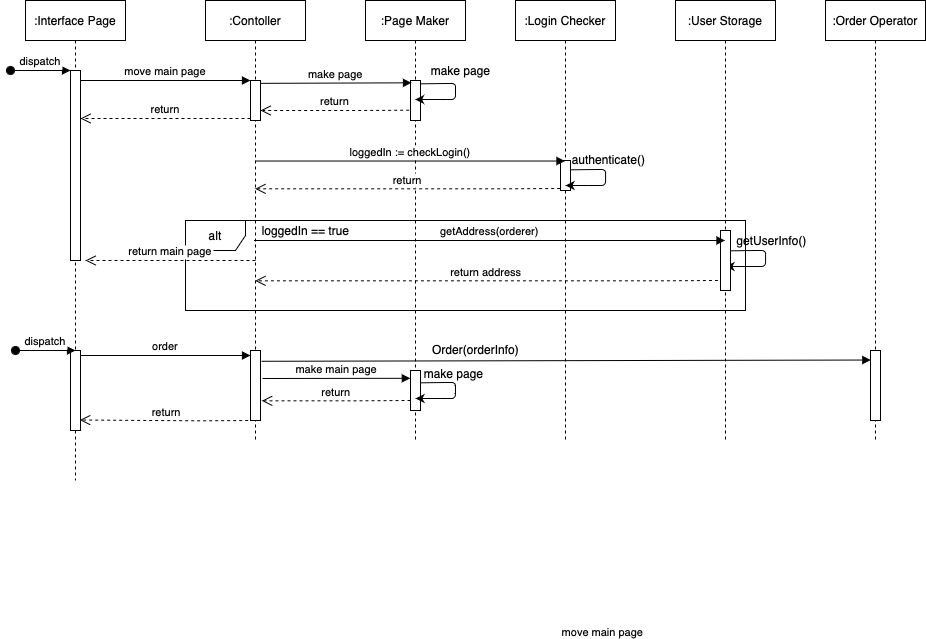 :Interface Page
:Contoller
:Page Maker
:Login Checker
:User Storage
:Order Operator
dispatch
move main page
make page
make page
return
return
loggedIn := checkLogin()
authenticate()
return
alt
loggedIn == true
getAddress(orderer)
getUserInfo()
return main page
return address
dispatch
order
Order(orderInfo)
make main page
make page
return
return
move main page